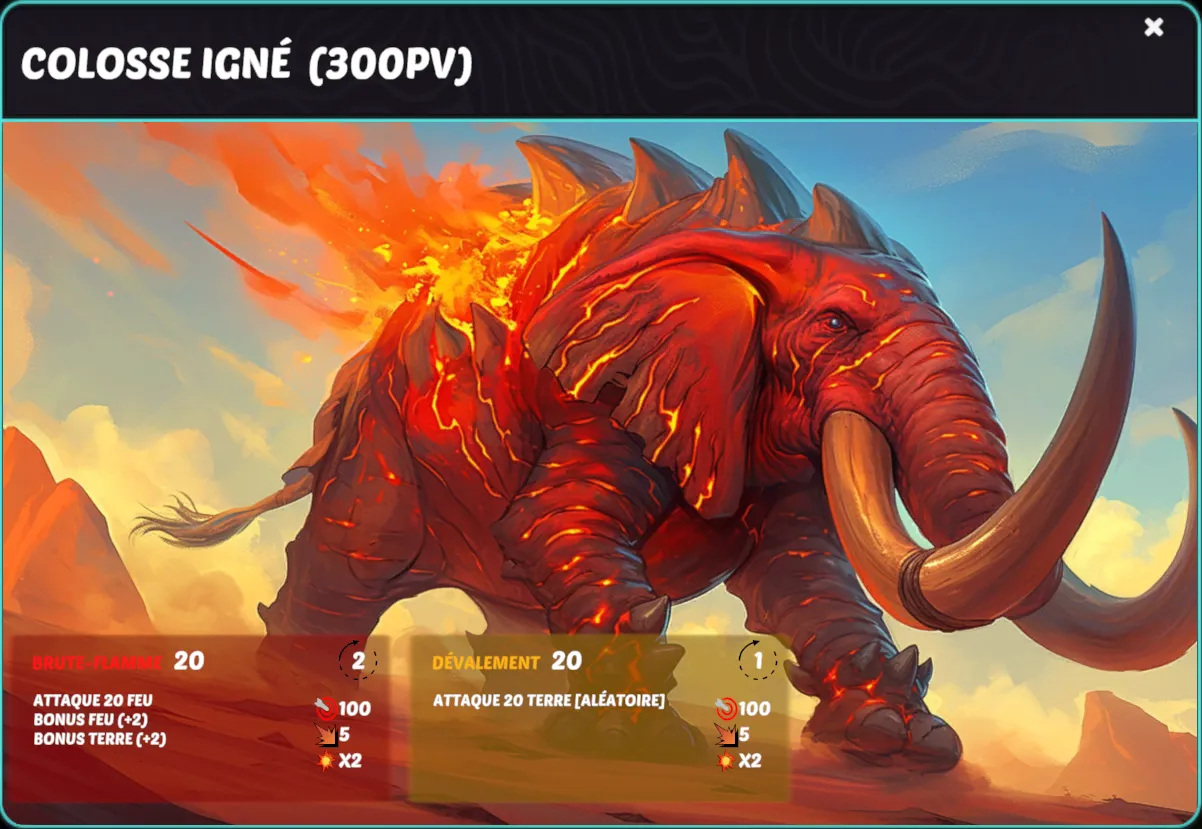 COLOSSE IGNÉ (300PV)
BRUTE-FLAMME 20 2
ATTAQUE 20 FEU
BONUS FEU (+2)
BONUS TERRE (+2)
100
5
X2
DÉVALEMENT 20 1
ATTAQUE 20 TERRE [ALÉATOIRE]
100
5
X2